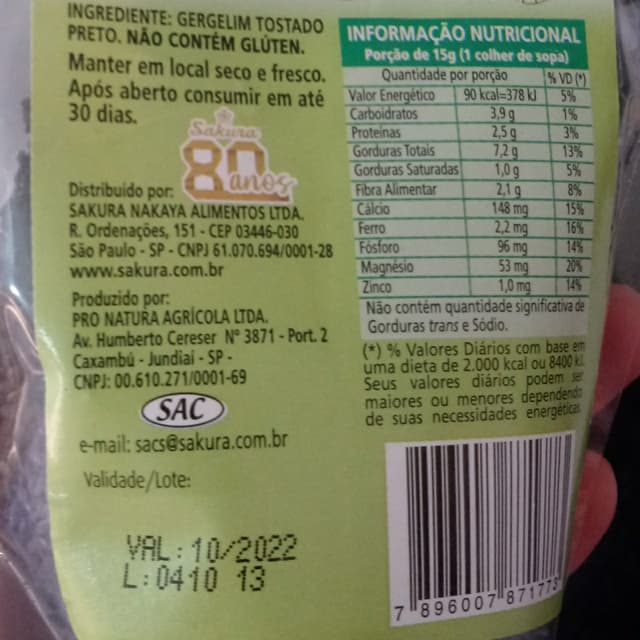 INGREDIENTE: GERGELIM TOSTADO
PRETO. NÃO CONTÉM GLÚTEN.
Manter em local seco e fresco.
Após aberto consumir em até
30 dias.
Sakura
80
anos
Distribuido por:
SAKURA NAKAYA ALIMENTOS LTDA.
R. Ordenações, 151 - CEP 03446-030
São Paulo - SP - CNPJ 61.070.694/0001-28
www.sakura.com.br
Produzido por:
PRO NATURA AGRÍCOLA LTDA.
Av. Humberto Cereser Nº 3871 - Port. 2
Caxambú - Jundiaí - SP -
CNPJ: 00.610.271/0001-69
SAC
e-mail: sacs@sakura.com.br
Validade/Lote:
VAL:10/2022
L:0410 13
INFORMAÇÃO NUTRICIONAL
Porção de 15g (1 colher de sopa)
Quantidade por porção % VD (*)
Valor Energético 90 kcal=378 kJ 5%
Carboidratos 3,9 g 1%
Proteínas 2,5 g 3%
Gorduras Totais 7,2 g 13%
Gorduras Saturadas 1,0 g 5%
Fibra Alimentar 2,1 g 8%
Cálcio 148 mg 15%
Ferro 2,2 mg 16%
Fósforo 96 mg 14%
Magnésio 53 mg 20%
Zinco 1,0 mg 14%
Não contém quantidade significativa de
Gorduras trans e Sódio.
(*) % Valores Diários com base em
uma dieta de 2.000 kcal ou 8400 kJ.
Seus valores diários podem ser
maiores ou menores dependendo
de suas necessidades energéticas.
7 896007 871773